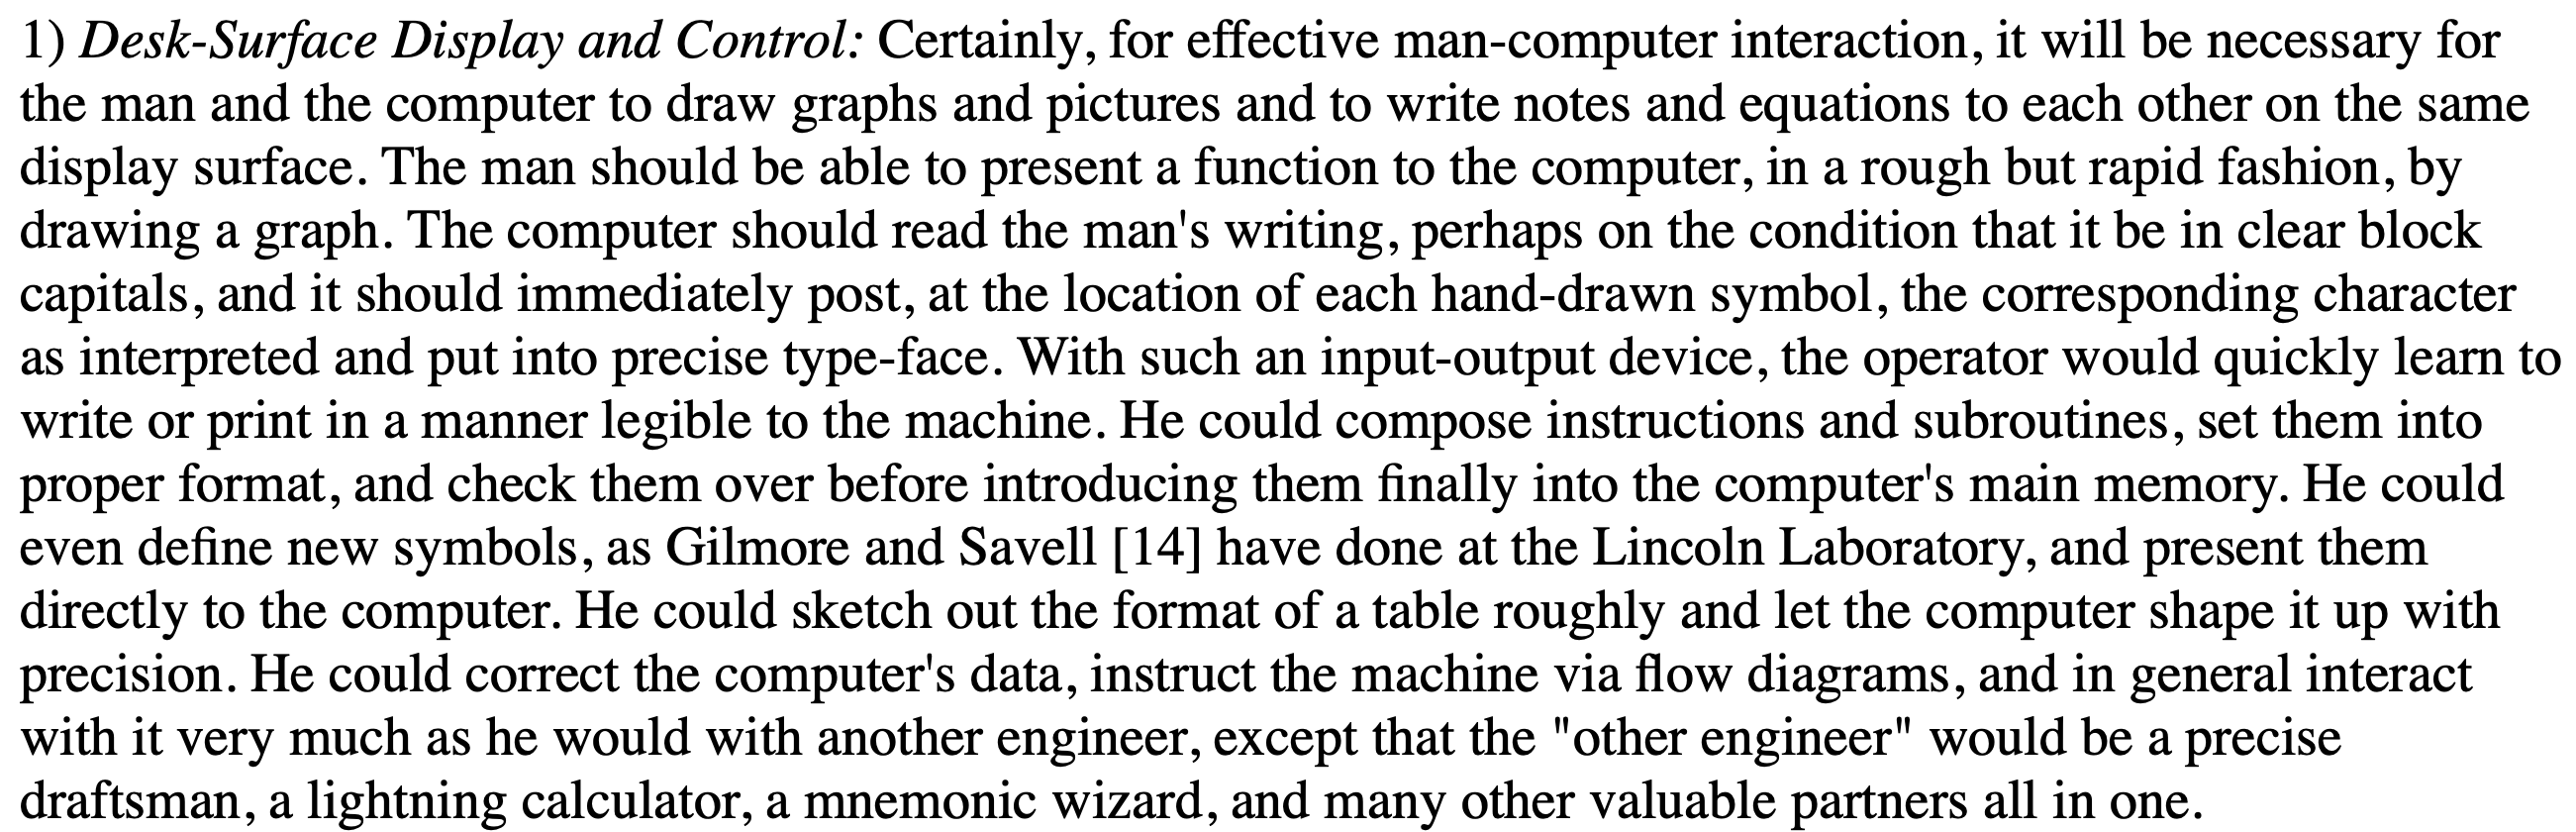 1) Desk-Surface Display and Control: Certainly, for effective man-computer interaction, it will be necessary for
the man and the computer to draw graphs and pictures and to write notes and equations to each other on the same
display surface. The man should be able to present a function to the computer, in a rough but rapid fashion, by
drawing a graph. The computer should read the man's writing, perhaps on the condition that it be in clear block
capitals, and it should immediately post, at the location of each hand-drawn symbol, the corresponding character
as interpreted and put into precise type-face. With such an input-output device, the operator would quickly learn to
write or print in a manner legible to the machine. He could compose instructions and subroutines, set them into
proper format, and check them over before introducing them finally into the computer's main memory. He could
even define new symbols, as Gilmore and Savell [14] have done at the Lincoln Laboratory, and present them
directly to the computer. He could sketch out the format of a table roughly and let the computer shape it up with
precision. He could correct the computer's data, instruct the machine via flow diagrams, and in general interact
with it very much as he would with another engineer, except that the "other engineer" would be a precise
draftsman, a lightning calculator, a mnemonic wizard, and many other valuable partners all in one.